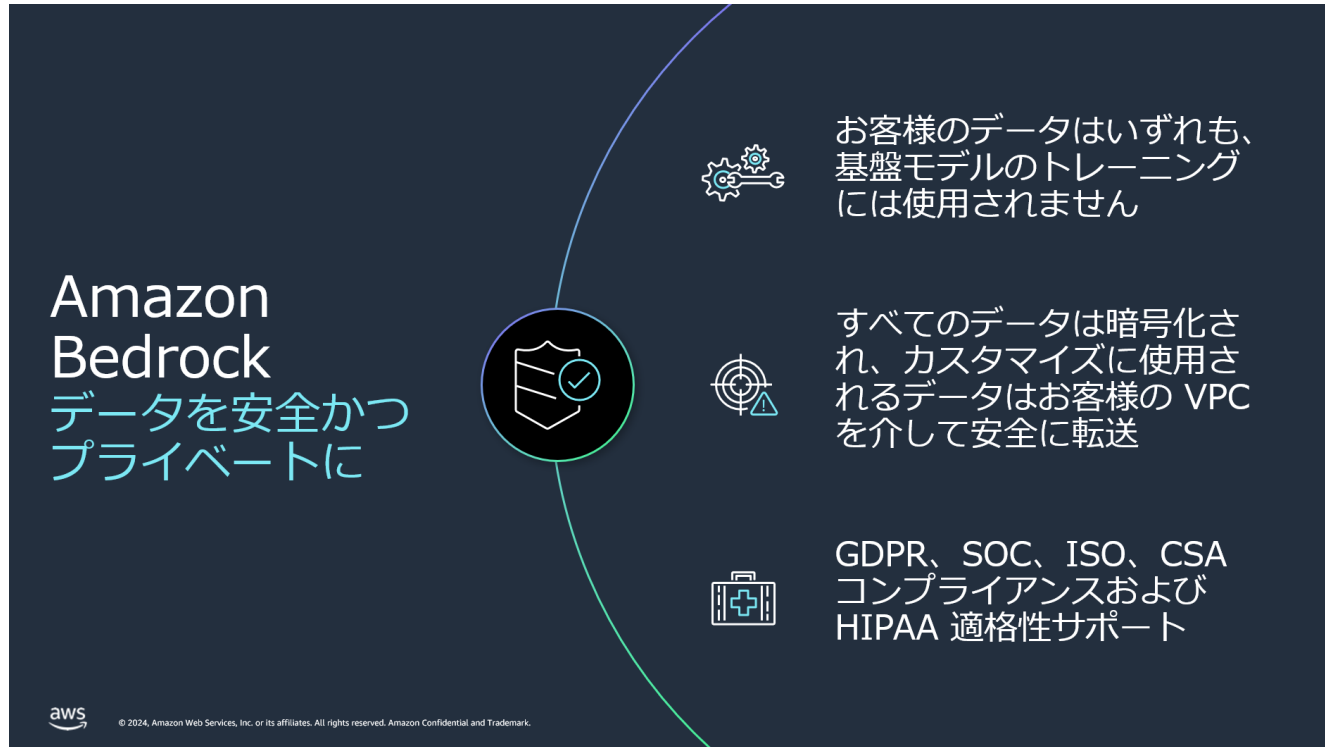 Amazon
Bedrock
データを安全かつ
プライベートに
お客様のデータはいずれも、
基盤モデルのトレーニング
には使用されません
すべてのデータは暗号化さ
れ、カスタマイズに使用さ
れるデータはお客様の VPC
を介して安全に転送
GDPR、SOC、ISO、CSA
コンプライアンスおよび
HIPAA 適格性サポート
aws
© 2024, Amazon Web Services, Inc. or its affiliates. All rights reserved. Amazon Confidential and Trademark.